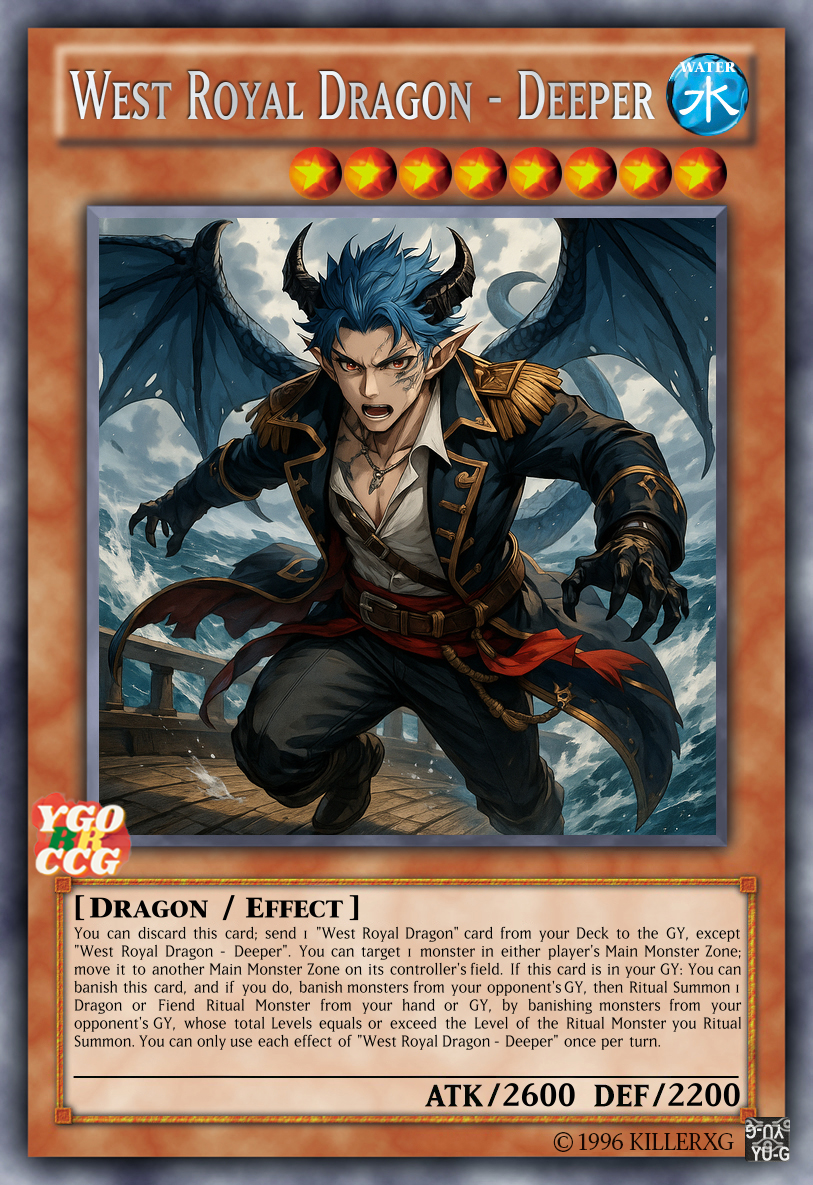 WEST ROYAL DRAGON - DEEPER
WATER
水
YGO
BR
CCG
[ DRAGON / EFFECT ]
You can discard this card; send 1 "West Royal Dragon" card from your Deck to the GY, except
"West Royal Dragon - Deeper". You can target 1 monster in either player's Main Monster Zone;
move it to another Main Monster Zone on its controller's field. If this card is in your GY: You can
banish this card, and if you do, banish monsters from your opponent's GY, then Ritual Summon 1
Dragon or Fiend Ritual Monster from your hand or GY, by banishing monsters from your
opponent's GY, whose total Levels equals or exceed the Level of the Ritual Monster you Ritual
Summon. You can only use each effect of "West Royal Dragon - Deeper" once per turn.
ATK/2600 DEF/2200
© 1996 KILLERXG
YU-G
YU-G